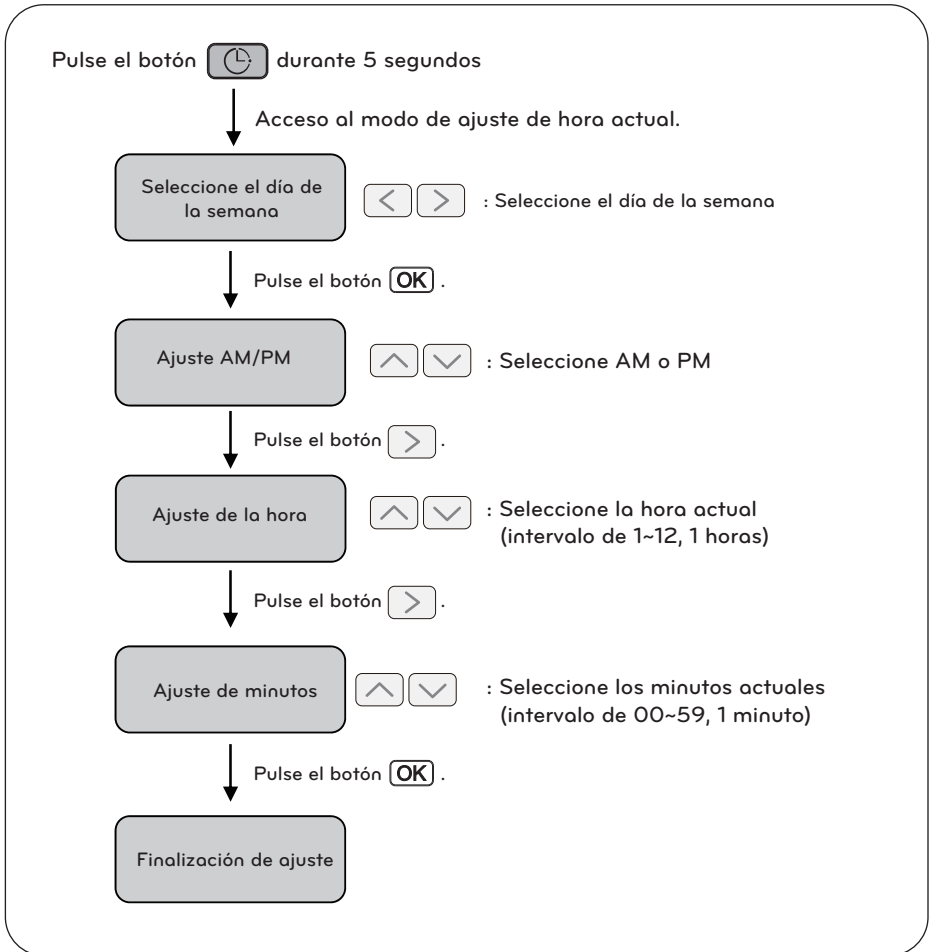 Pulse el botón durante 5 segundos
Acceso al modo de ajuste de hora actual.
Seleccione el día de
la semana
: Seleccione el día de la semana
Pulse el botón OK .
Ajuste AM/PM
: Seleccione AM o PM
Pulse el botón > .
Ajuste de la hora
: Seleccione la hora actual
(intervalo de 1~12, 1 horas)
Pulse el botón > .
Ajuste de minutos
: Seleccione los minutos actuales
(intervalo de 00~59, 1 minuto)
Pulse el botón OK .
Finalización de ajuste